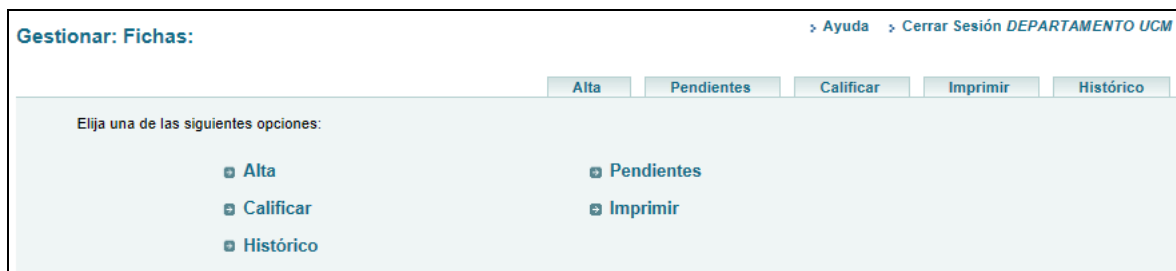 Gestionar: Fichas:
Ayuda Cerrar Sesión DEPARTAMENTO UCM
Alta Pendientes Calificar Imprimir Histórico
Elija una de las siguientes opciones:
Alta Pendientes
Calificar Imprimir
Histórico